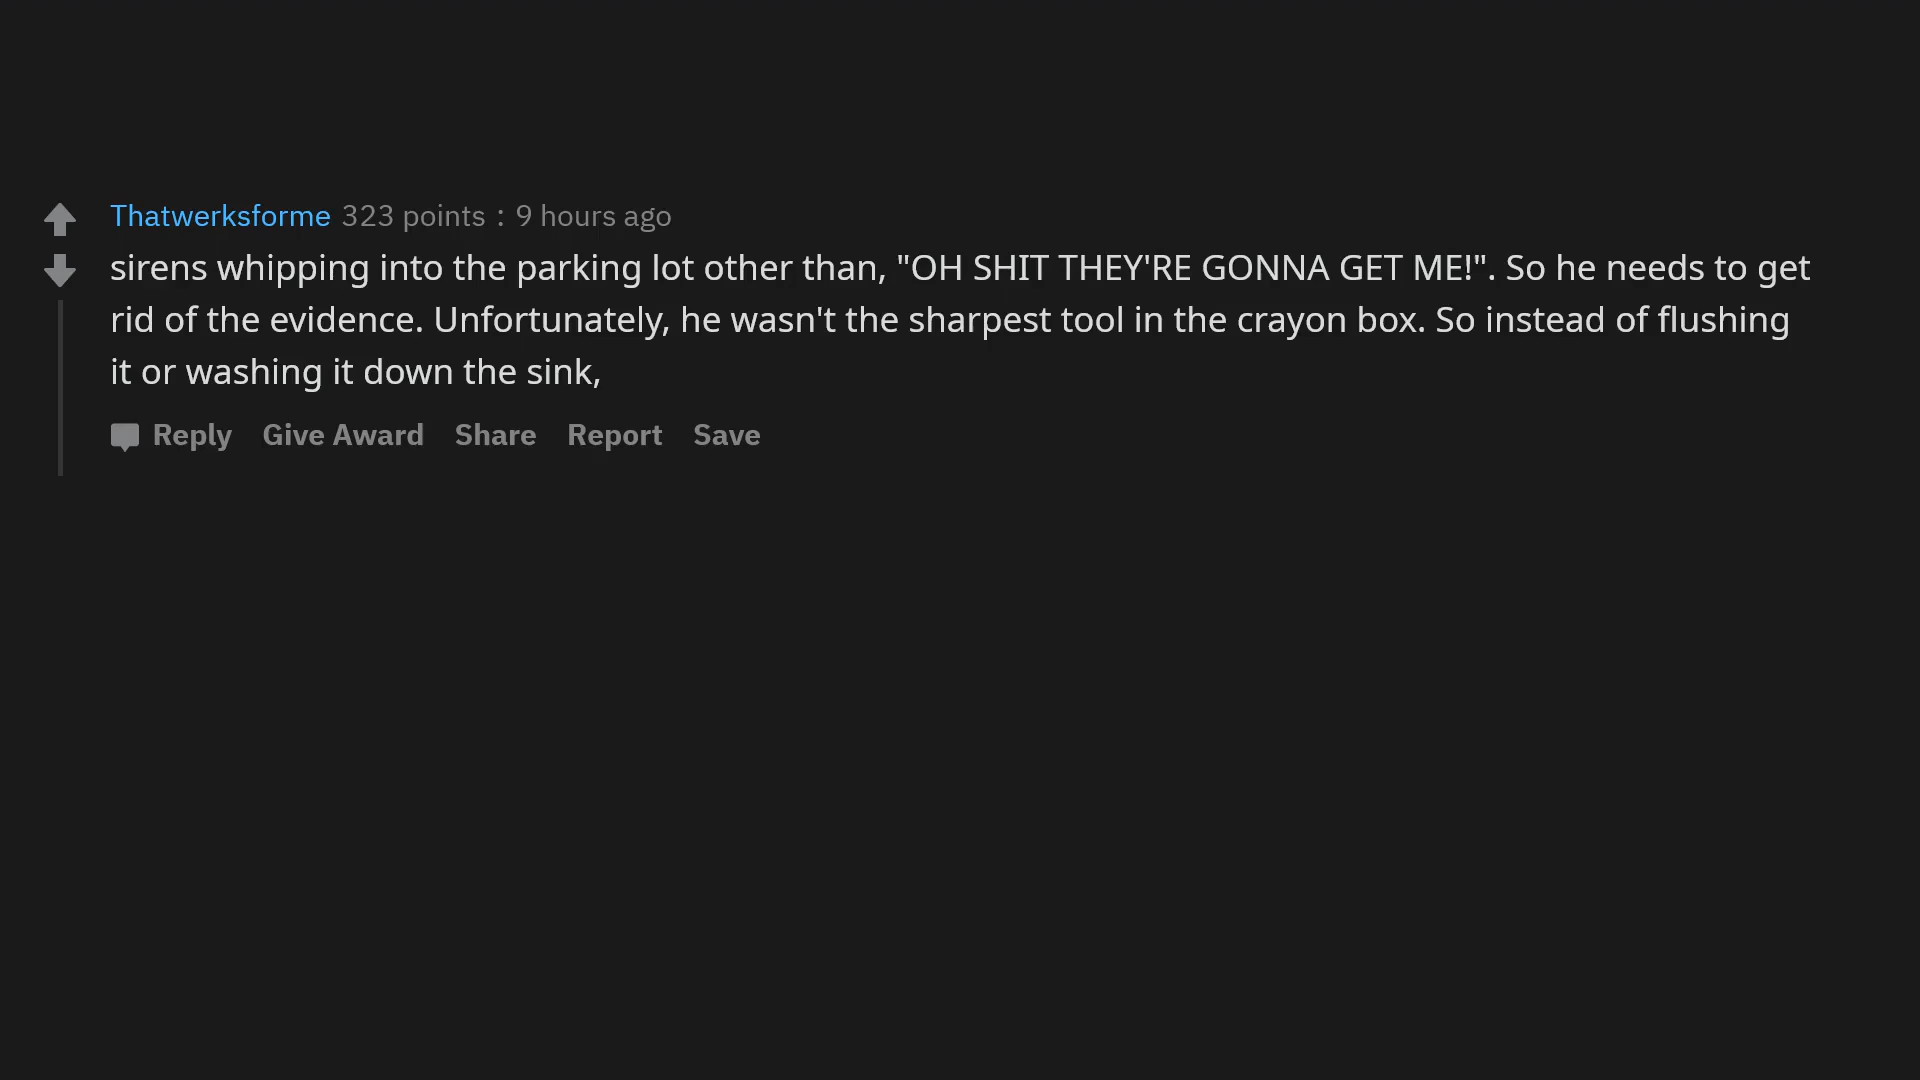 Thatwerksforme 323 points : 9 hours ago
sirens whipping into the parking lot other than, "OH SHIT THEY'RE GONNA GET ME!". So he needs to get
rid of the evidence. Unfortunately, he wasn't the sharpest tool in the crayon box. So instead of flushing
it or washing it down the sink,
Reply Give Award Share Report Save